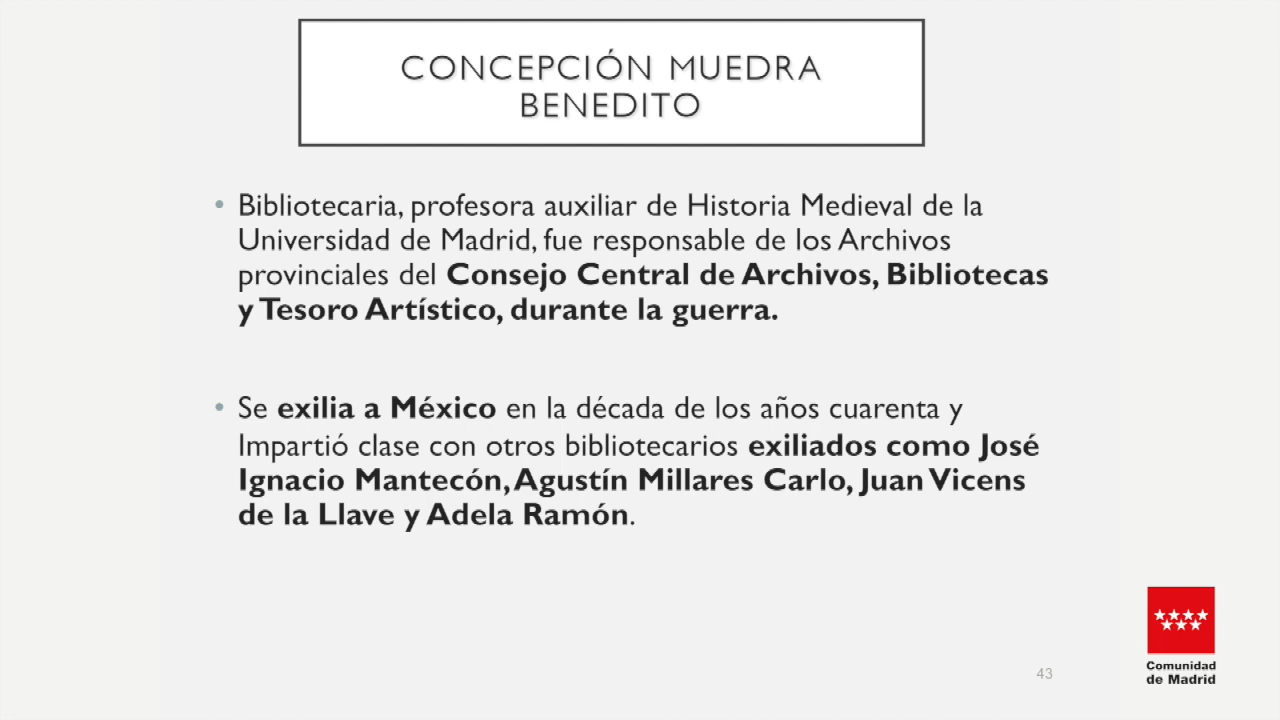 CONCEPCIÓN MUEDRA
BENEDITO
• Bibliotecaria, profesora auxiliar de Historia Medieval de la
Universidad de Madrid, fue responsable de los Archivos
provinciales del Consejo Central de Archivos, Bibliotecas
y Tesoro Artístico, durante la guerra.
• Se exilia a México en la década de los años cuarenta y
Impartió clase con otros bibliotecarios exiliados como José
Ignacio Mantecón, Agustín Millares Carlo, Juan Vicens
de la Llave y Adela Ramón.
43
Comunidad
de Madrid